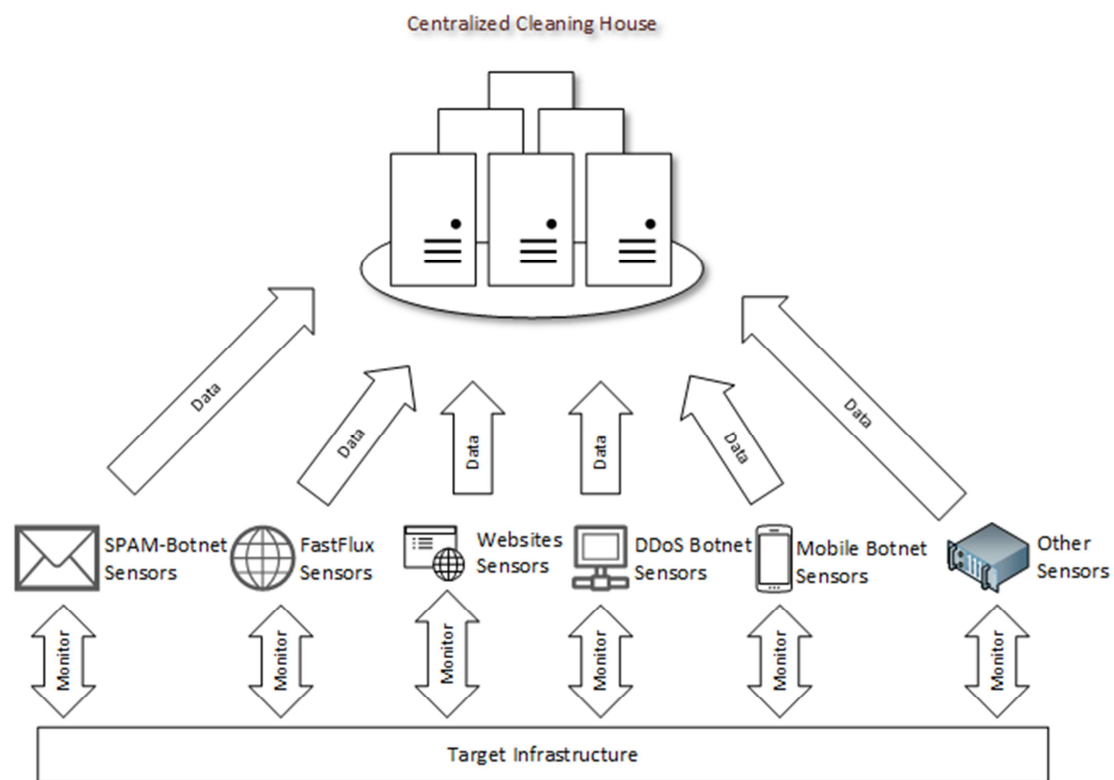 Centralized Cleaning House
Data
Data
Data
Data
Data
Data
SPAM-Botnet
Sensors
FastFlux
Sensors
Websites
Sensors
DDoS Botnet
Sensors
Mobile Botnet
Sensors
Other
Sensors
Monitor
Monitor
Monitor
Monitor
Monitor
Monitor
Target Infrastructure